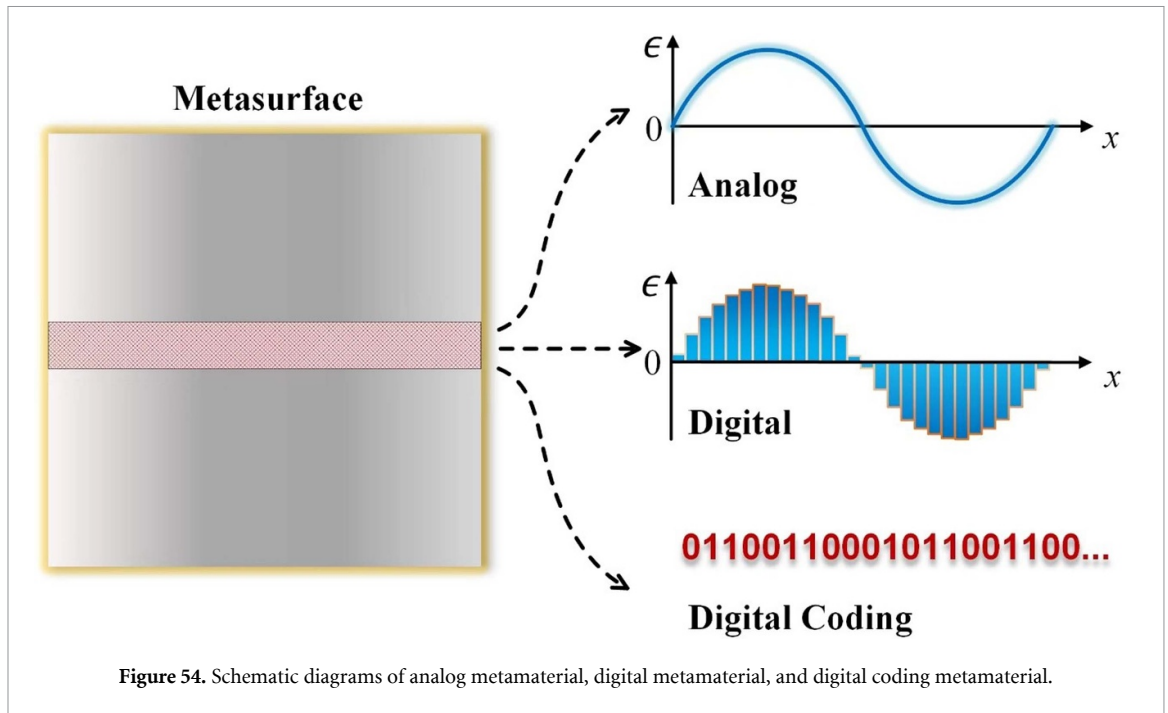 Metasurface
ϵ
0
x
Analog
ϵ
0
x
Digital
01100110001011001100...
Digital Coding
Figure 54. Schematic diagrams of analog metamaterial, digital metamaterial, and digital coding metamaterial.